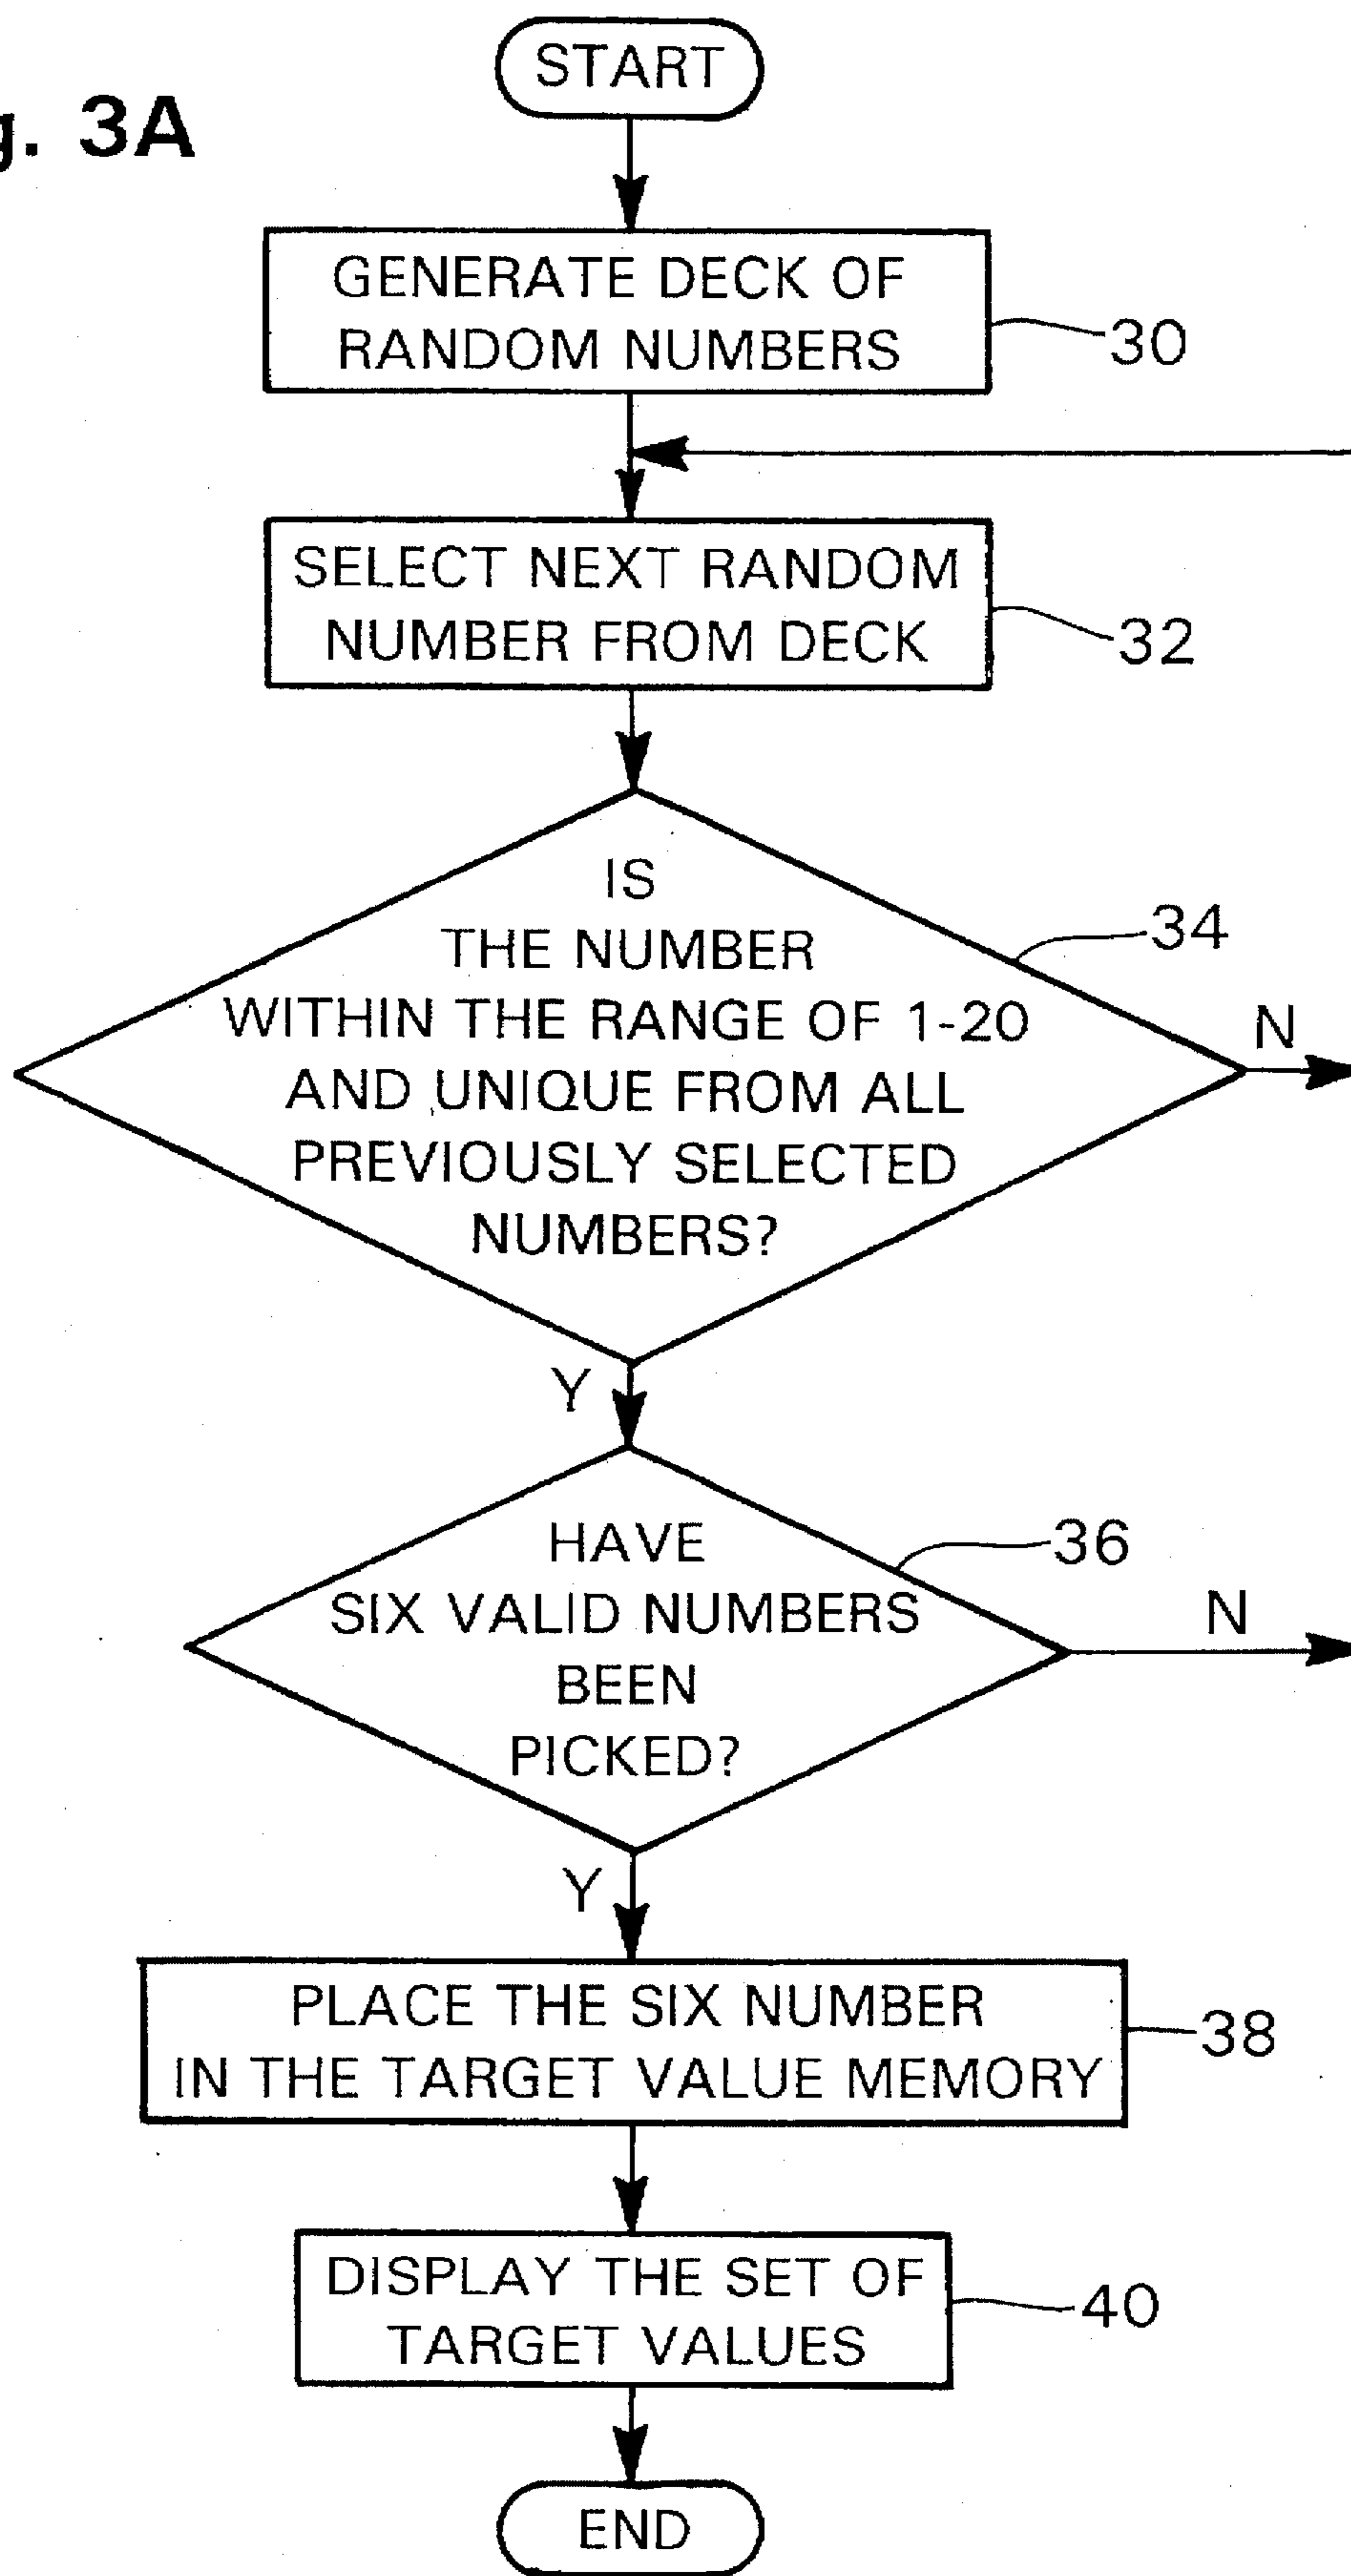 g. 3A
START
GENERATE DECK OF
RANDOM NUMBERS
30
SELECT NEXT RANDOM
NUMBER FROM DECK
32
IS
THE NUMBER
WITHIN THE RANGE OF 1-20
AND UNIQUE FROM ALL
PREVIOUSLY SELECTED
NUMBERS?
34
N
Y
HAVE
SIX VALID NUMBERS
BEEN
PICKED?
36
N
Y
PLACE THE SIX NUMBER
IN THE TARGET VALUE MEMORY
38
DISPLAY THE SET OF
TARGET VALUES
40
END